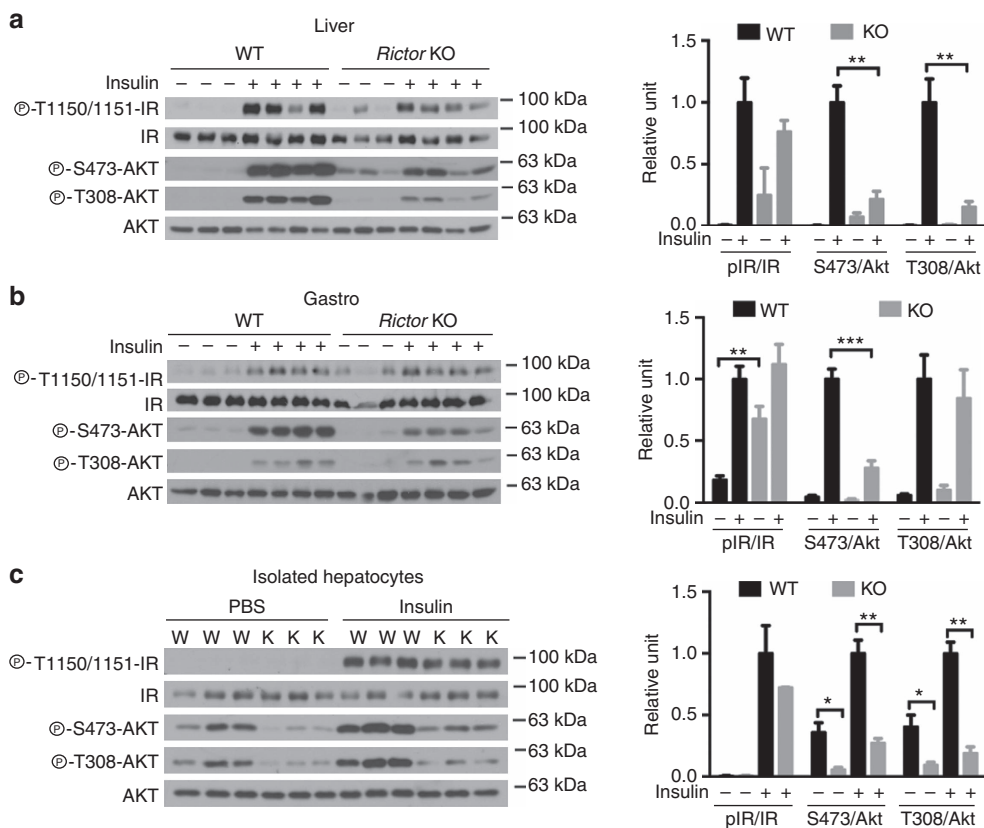 a
Liver
WT
Rictor KO
Insulin – – – + + + + – – – + + + + +
Ⓟ-T1150/1151-IR
100 kDa
IR
100 kDa
Ⓟ-S473-AKT
63 kDa
Ⓟ-T308-AKT
63 kDa
AKT
63 kDa
WT
KO
Relative unit
1.5
1.0
0.5
0.0
**
**
Insulin – + – + – + – + – + – +
pIR/IR
S473/Akt
T308/Akt
b
Gastro
WT
Rictor KO
Insulin – – – + + + + – – – + + + +
Ⓟ-T1150/1151-IR
100 kDa
IR
100 kDa
Ⓟ-S473-AKT
63 kDa
Ⓟ-T308-AKT
63 kDa
AKT
63 kDa
WT
KO
Relative unit
1.5
1.0
0.5
0.0
**
***
Insulin – + – + – + – + – + – +
pIR/IR
S473/Akt
T308/Akt
c
Isolated hepatocytes
PBS
Insulin
W W W K K K W W W K K K
Ⓟ-T1150/1151-IR
100 kDa
IR
100 kDa
Ⓟ-S473-AKT
63 kDa
Ⓟ-T308-AKT
63 kDa
AKT
63 kDa
WT
KO
Relative unit
1.5
1.0
0.5
0.0
*
**
*
**
Insulin – – + + – – + + – – + +
pIR/IR
S473/Akt
T308/Akt